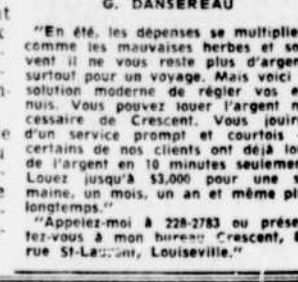 G. DANSEREAU
"En été, les dépenses se multiplie
comme les mauvaises herbes et so
vent il ne vous reste plus d'argen
surtout pour un voyage. Mais voici
solution moderne de régler vos e
nuis. Vous pouvez louer l'argent n
cessaire de Crescent. Vous jouir
d'un service prompt et courtois
certains de nos clients ont déjà lo
de l'argent en 10 minutes seulemen
Louez jusqu'à $3,000 pour une s
maine, un mois, un an et même pl
longtemps."
"Appelez-moi à 228-2783 ou prése
tez-vous à mon bureau Crescent,
rue St-Laurent, Louiseville."